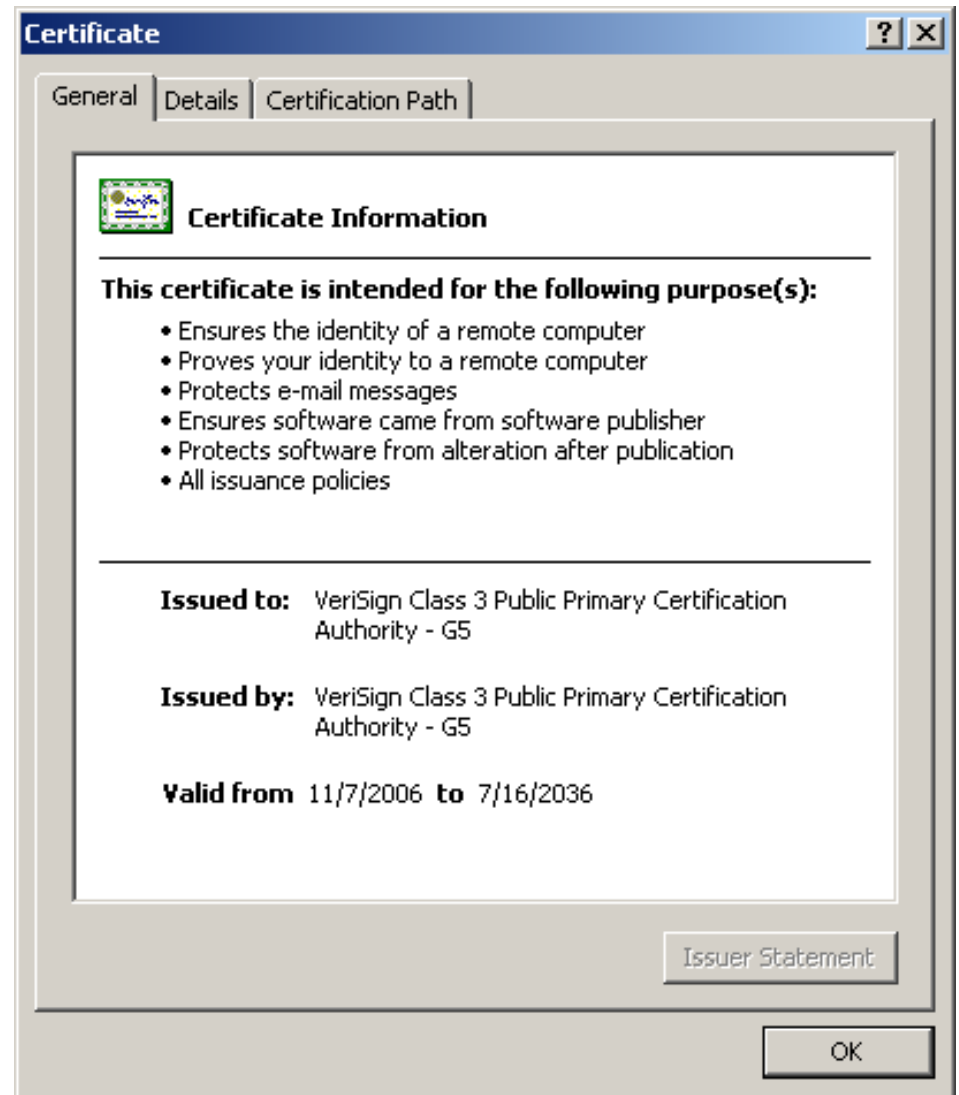 Certificate
General Details Certification Path
Certificate Information
This certificate is intended for the following purpose(s):
• Ensures the identity of a remote computer
• Proves your identity to a remote computer
• Protects e-mail messages
• Ensures software came from software publisher
• Protects software from alteration after publication
• All issuance policies
Issued to: VeriSign Class 3 Public Primary Certification
Authority - G5
Issued by: VeriSign Class 3 Public Primary Certification
Authority - G5
Valid from 11/7/2006 to 7/16/2036
Issuer Statement
OK